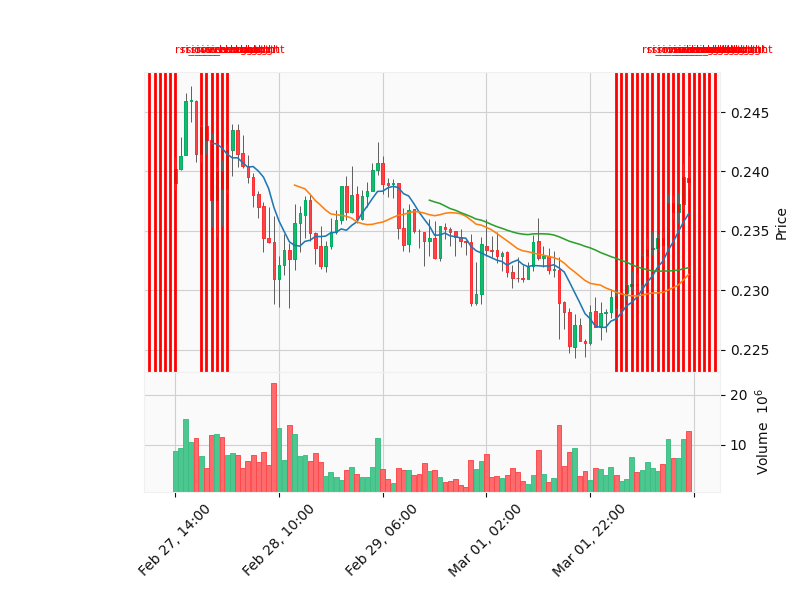 0.245
0.240
0.235
0.230
0.225
Price
20
10
Volume 10⁶
Feb 27, 14:00
Feb 28, 10:00
Feb 29, 06:00
Mar 01, 02:00
Mar 01, 22:00